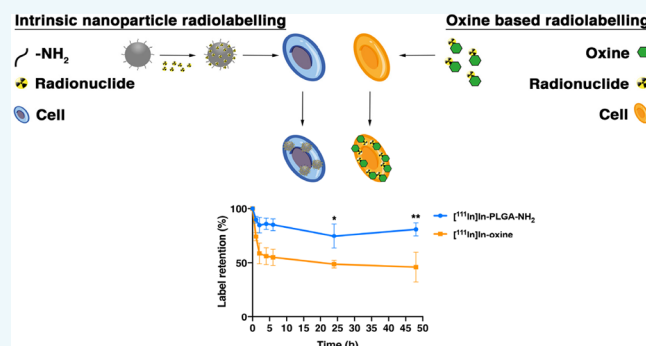 Intrinsic nanoparticle radiolabelling
Oxine based radiolabelling
-NH₂
Radionuclide
Cell
Oxine
Radionuclide
Cell
* **
[¹¹¹In]In-PLGA-NH₂
[¹¹¹In]In-oxine
Label retention (%)
100
50
0
0 5 10 15 20 25 30 35 40 45 50
Time (h)